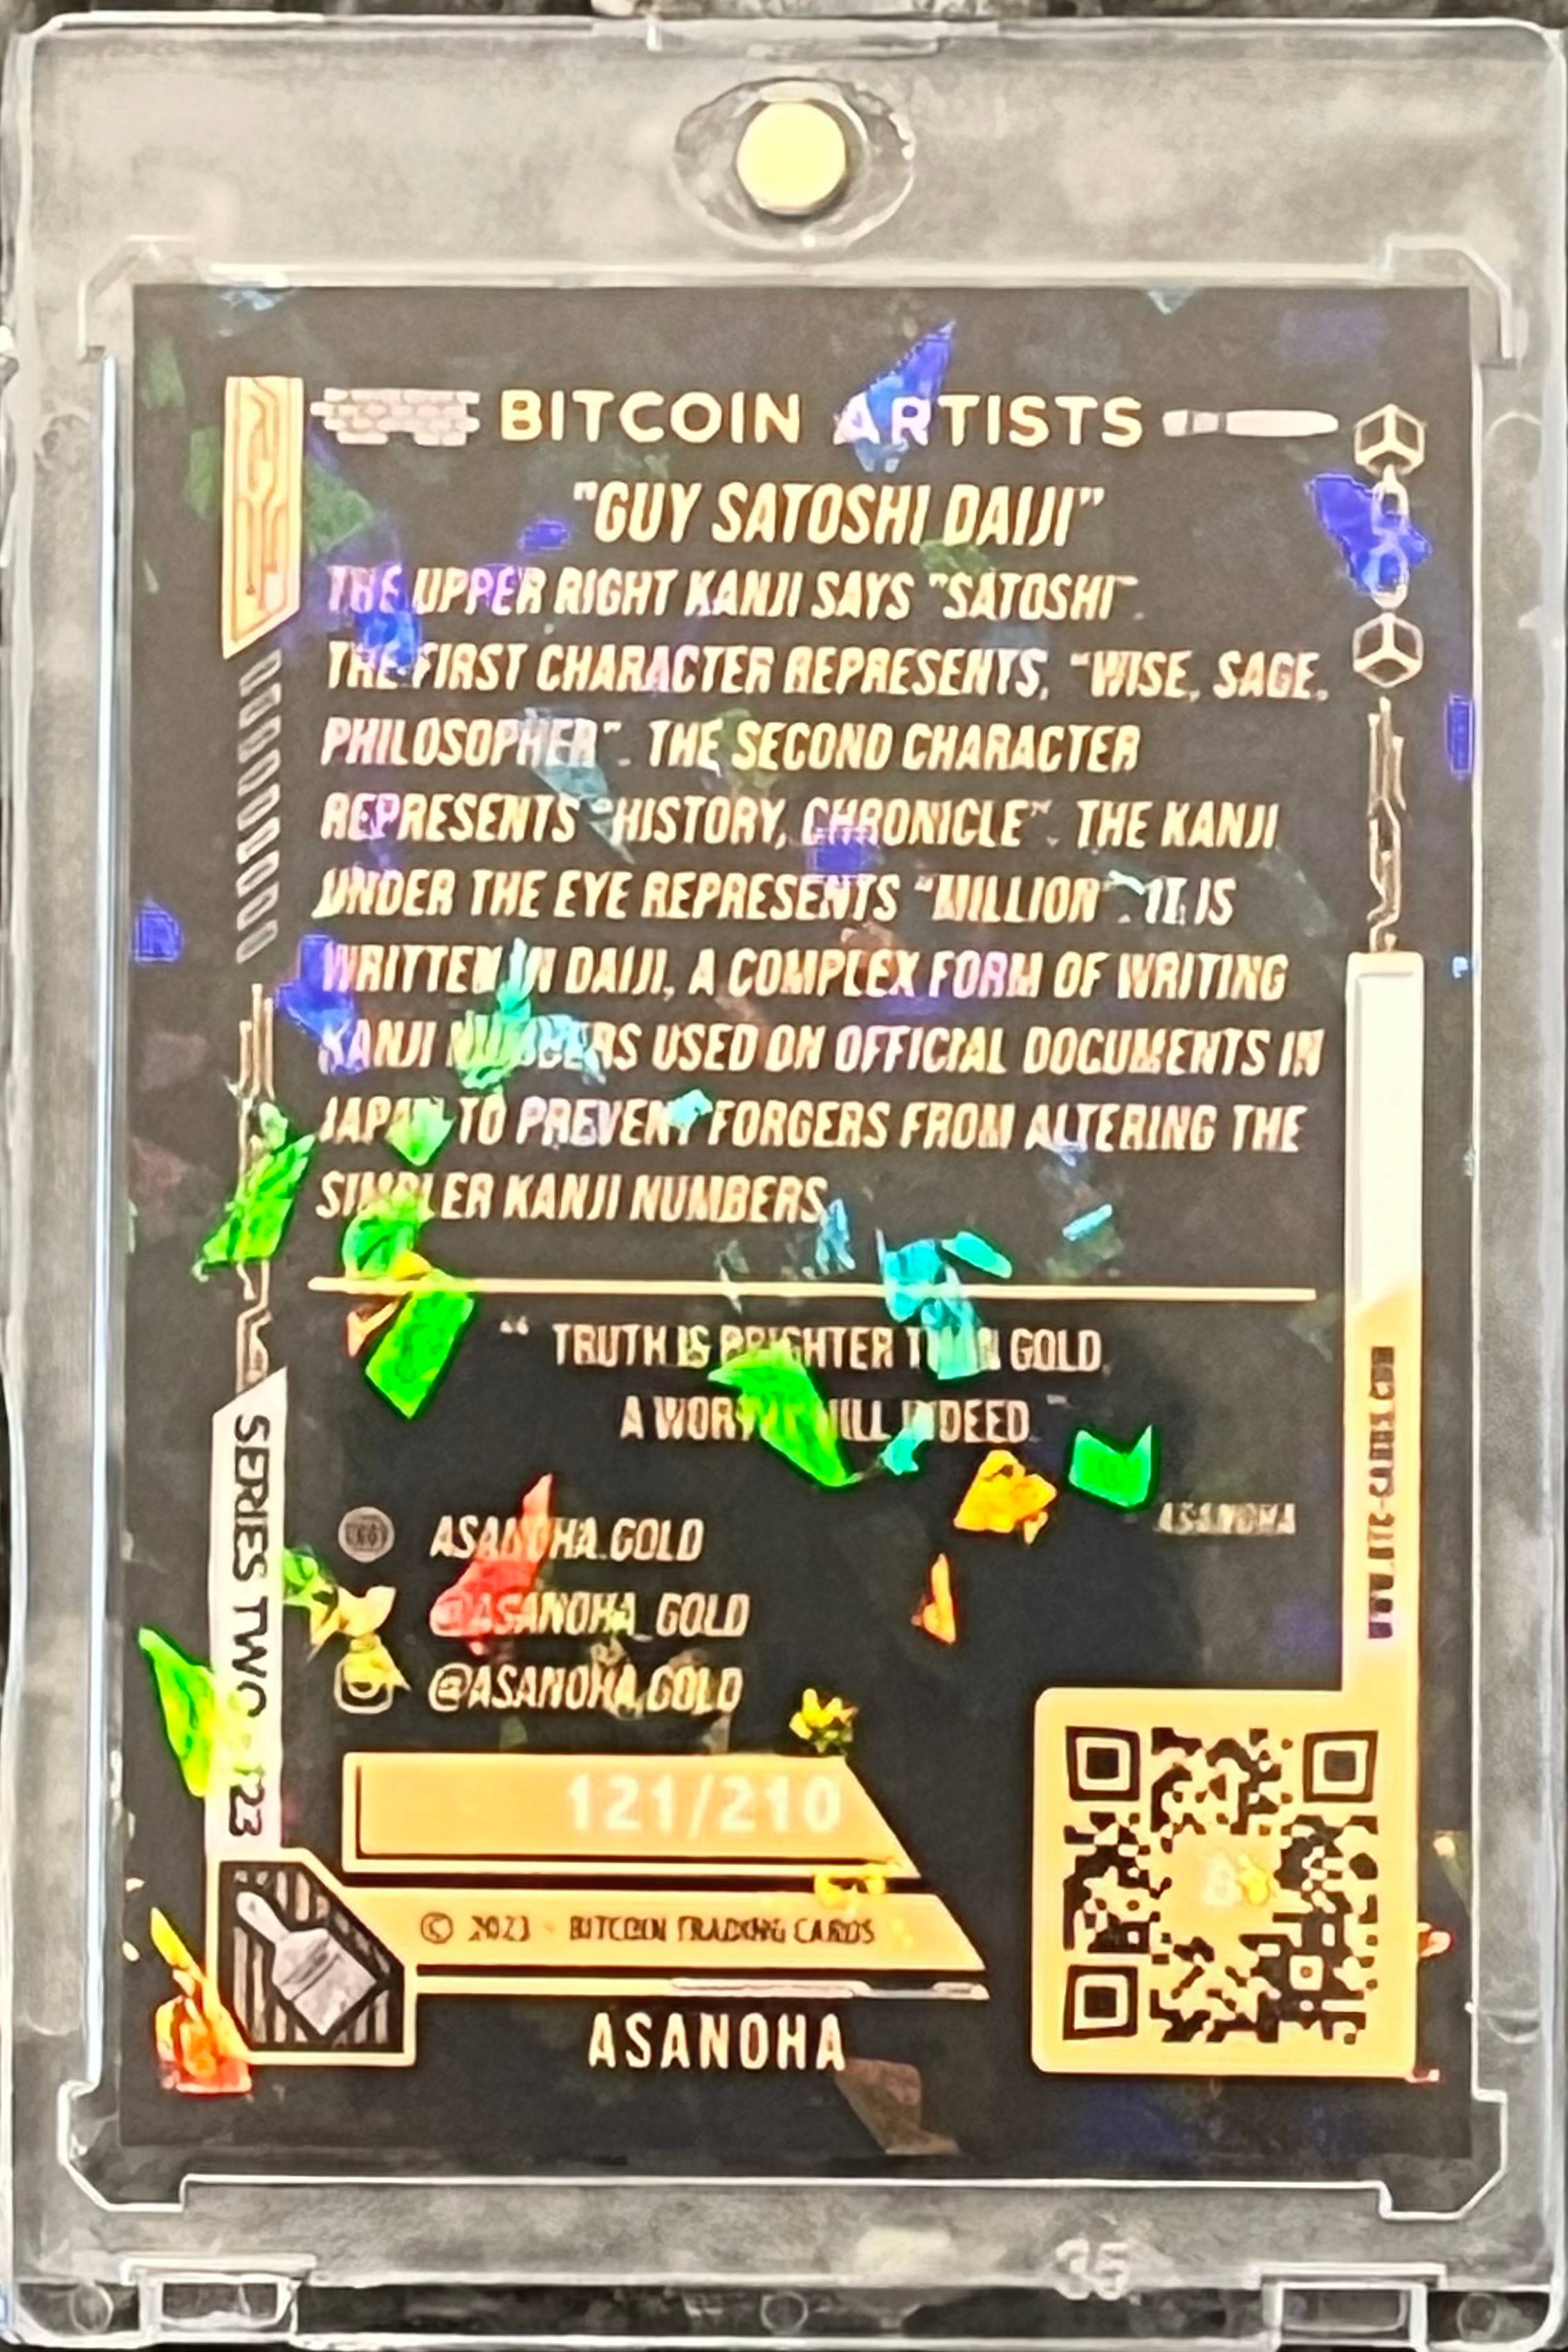 BITCOIN ARTISTS
"GUY SATOSHI DAIJI"
THE UPPER RIGHT KANJI SAYS "SATOSHI".
THE FIRST CHARACTER REPRESENTS, "WISE, SAGE,
PHILOSOPHER". THE SECOND CHARACTER
REPRESENTS "HISTORY, CHRONICLE". THE KANJI
UNDER THE EYE REPRESENTS "MILLION". IT IS
WRITTEN IN DAIJI, A COMPLEX FORM OF WRITING
KANJI NUMBERS USED ON OFFICIAL DOCUMENTS IN
JAPAN TO PREVENT FORGERS FROM ALTERING THE
SIMPLER KANJI NUMBERS.
"TRUTH IS BRIGHTER THAN GOLD,
A WORTHY HILL INDEED."
ASANOHA
ASANOHA.GOLD
@ASANOHA_GOLD
@ASANOHA.GOLD
SERIES TWO
121/210
© 2023 - BITCOIN TRADING CARDS
ASANOHA
35